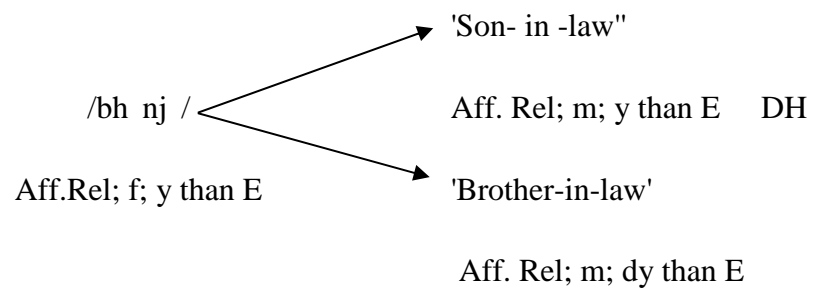 'Son- in -law''
/bh nj /
Aff. Rel; m; y than E DH
Aff.Rel; f; y than E
'Brother-in-law'
Aff. Rel; m; dy than E